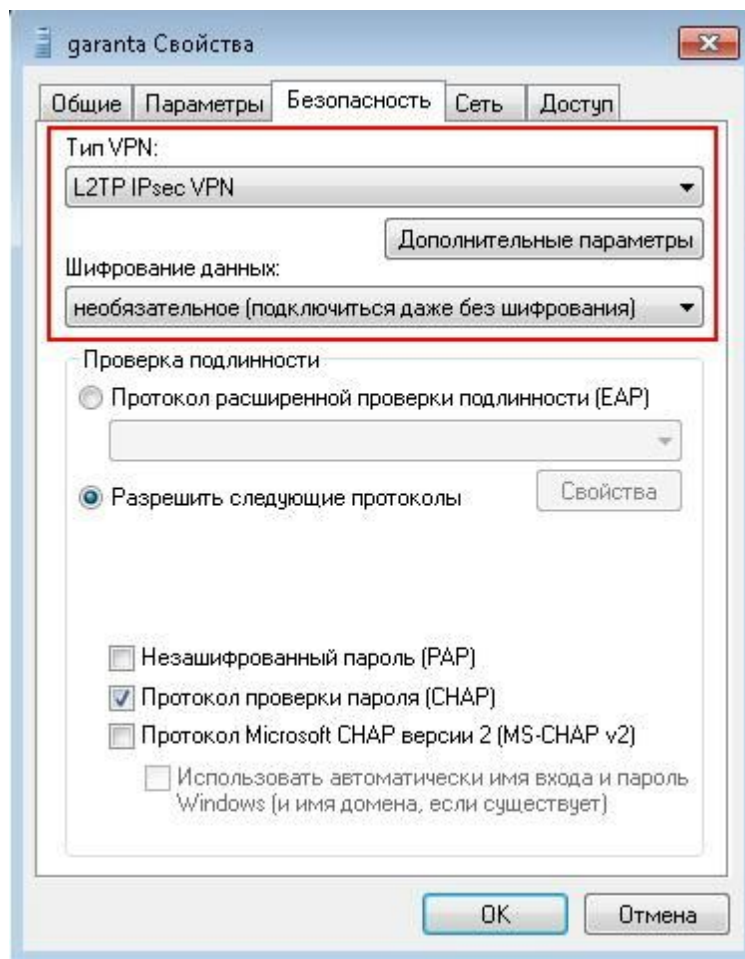 garanta Свойства
Общие Параметры Безопасность Сеть Доступ
Тип VPN:
L2TP IPsec VPN
Дополнительные параметры
Шифрование данных:
необязательное (подключиться даже без шифрования)
Проверка подлинности
Протокол расширенной проверки подлинности (EAP)
Свойства
Разрешить следующие протоколы
Незашифрованный пароль (PAP)
Протокол проверки пароля (CHAP)
Протокол Microsoft CHAP версии 2 (MS-CHAP v2)
Использовать автоматически имя входа и пароль
Windows (и имя домена, если существует)
OK Отмена